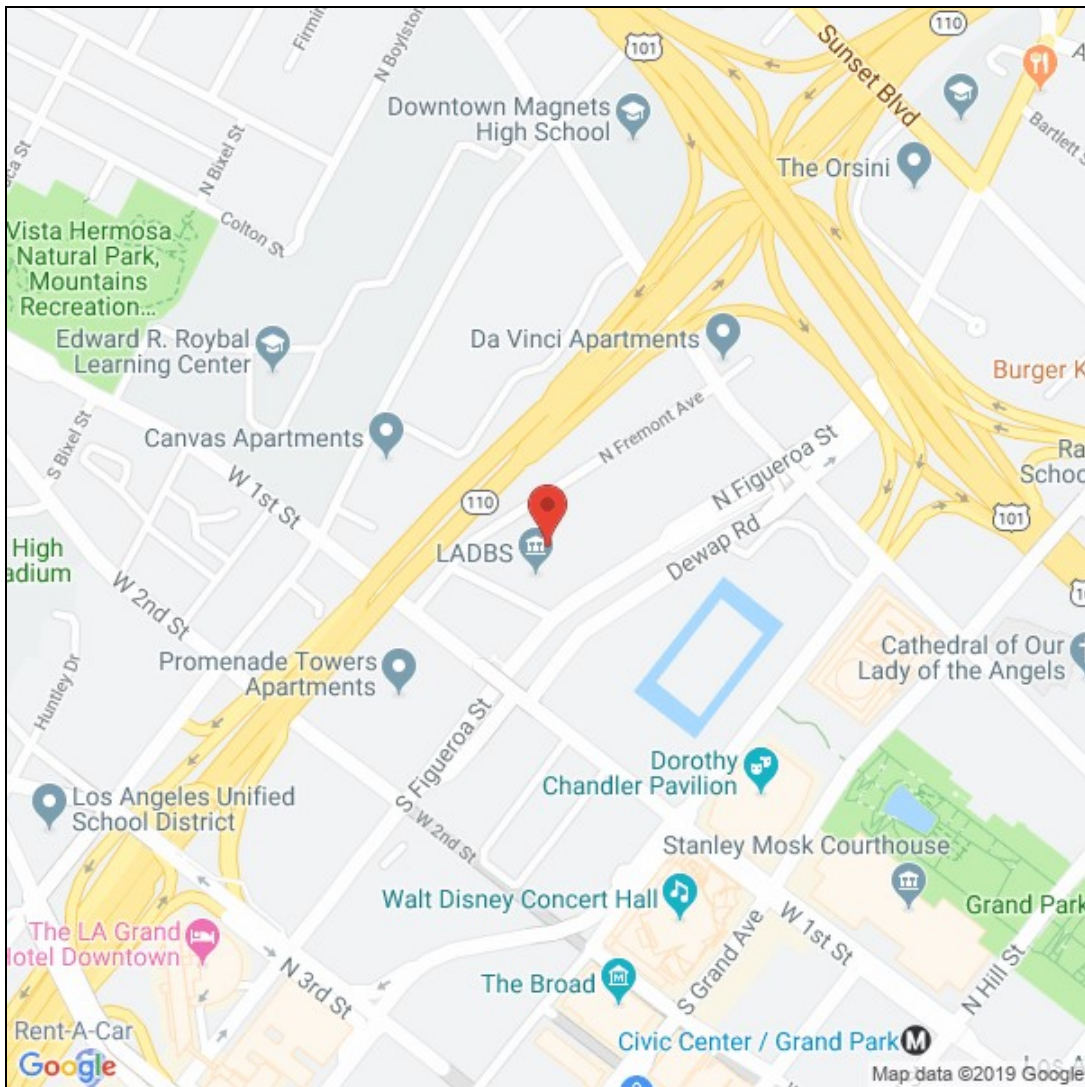 110
101
Sunset Blvd
Firmin
N Boylston
Downtown Magnets
High School
Bartlett S
N Bixel St
The Orsini
Colton St
Vista Hermosa
Natural Park,
Mountains
Recreation...
Edward R. Roybal
Learning Center
Da Vinci Apartments
Burger K
S Bixel St
Canvas Apartments
N Fremont Ave
N Figueroa St
Ra
Schoo
W 1st St
110
101
LADBS
Dewap Rd
High
adium
W 2nd St
Cathedral of Our
Lady of the Angels
Promenade Towers
Apartments
Huntley Dr
S Figueroa St
Dorothy
Chandler Pavilion
Los Angeles Unified
School District
S W 2nd St
Stanley Mosk Courthouse
Walt Disney Concert Hall
Grand Park
W 1st St
The LA Grand
Hotel Downtown
N 3rd St
The Broad
S Grand Ave
N Hill St
Rent-A-Car
Civic Center / Grand Park
M
Google
Map data ©2019 Google